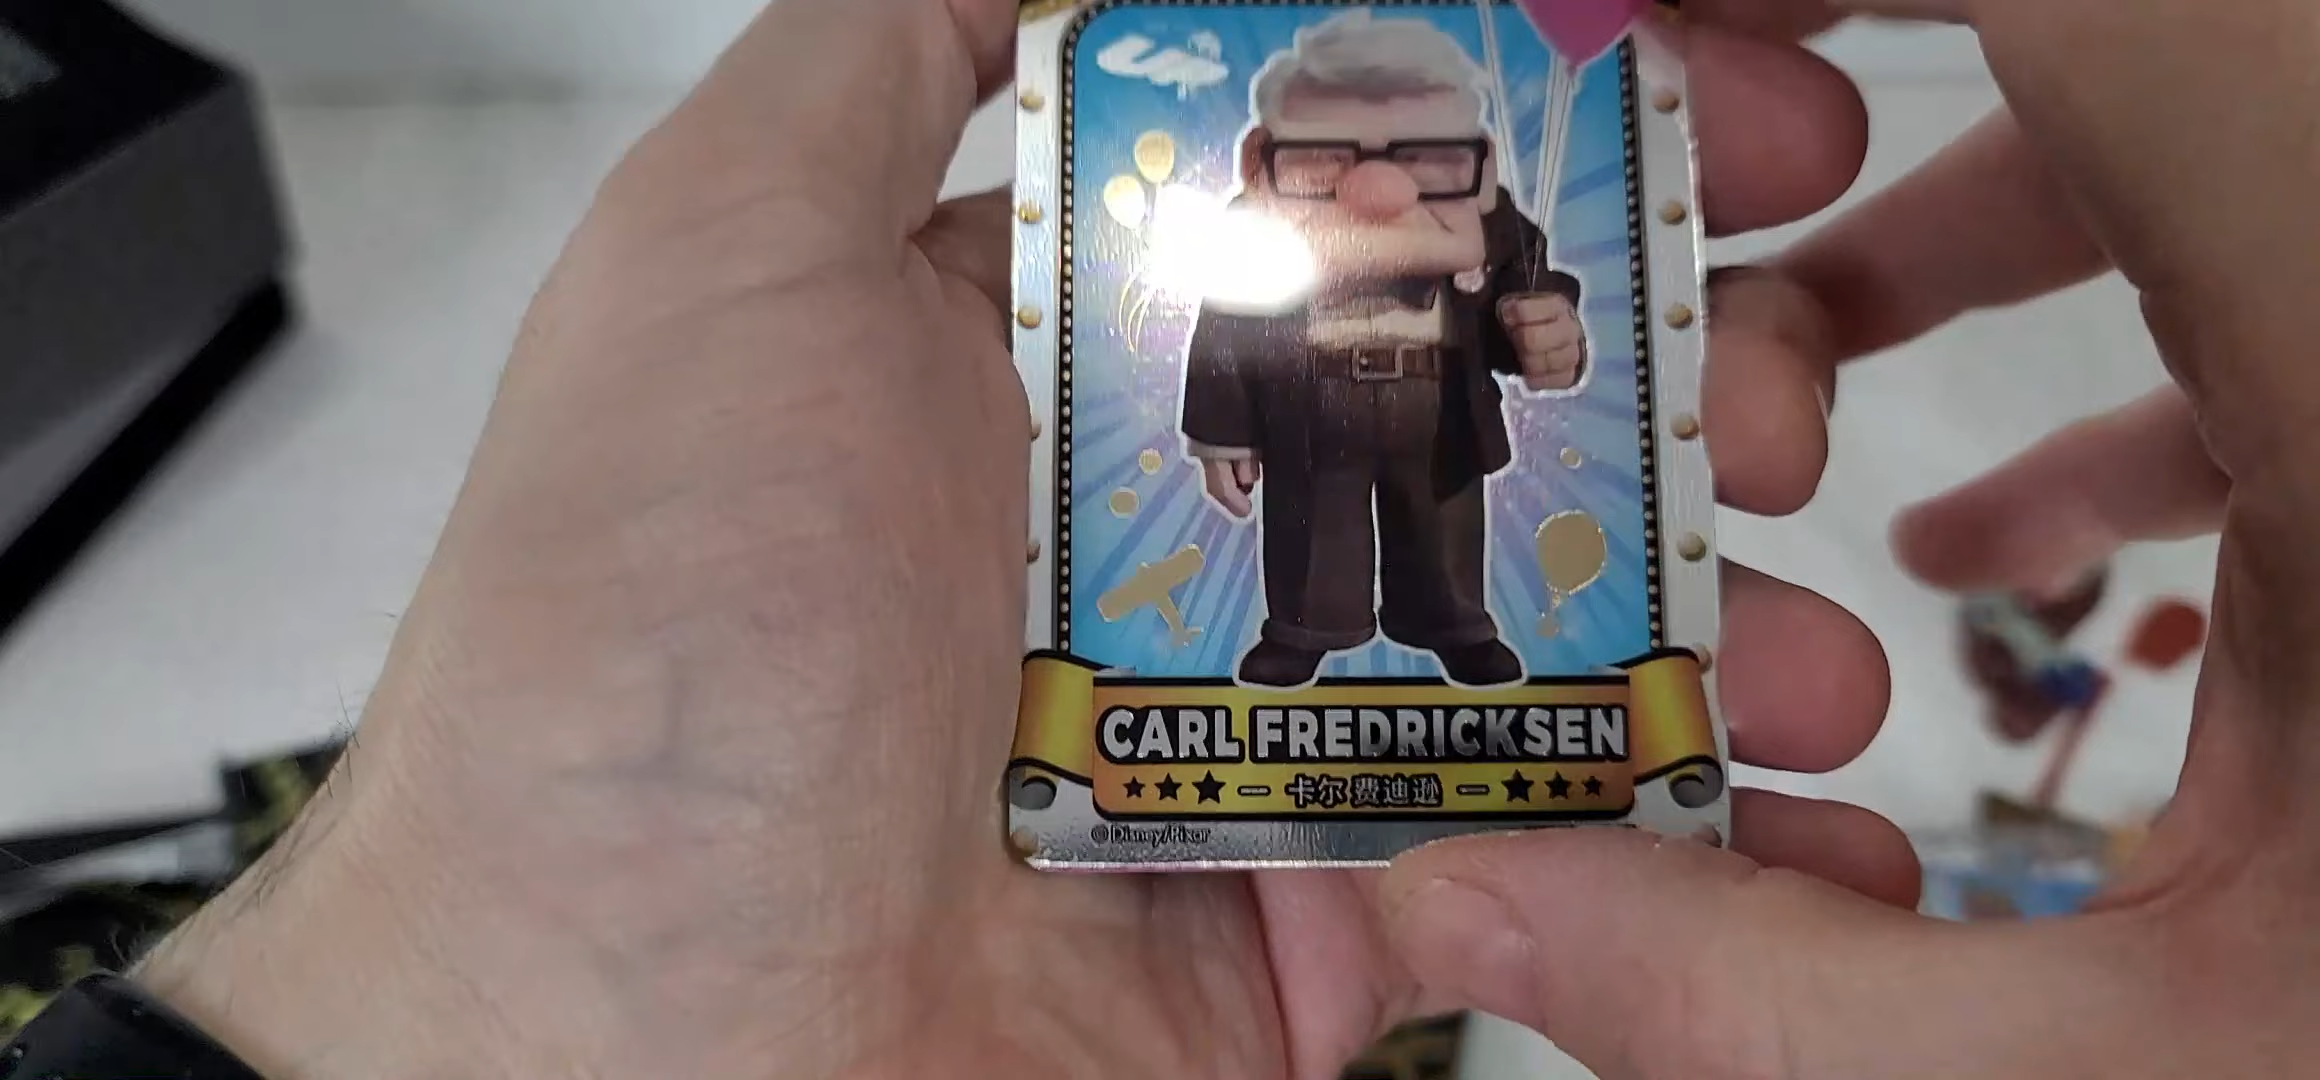 CARL FREDRICKSEN
★★★ — 卡尔 费迪逊 — ★★★
©Disney/Pixar